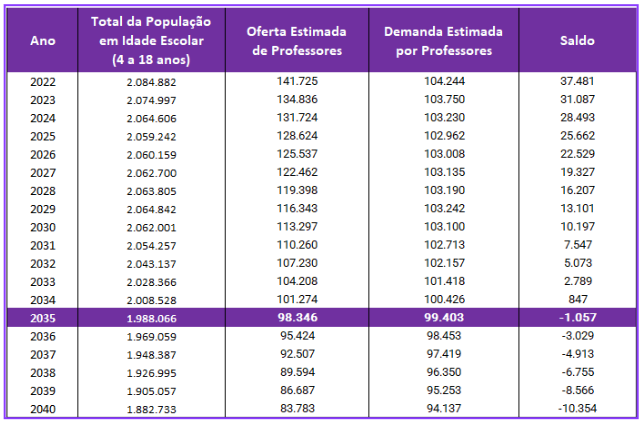 Ano Total da População em Idade Escolar (4 a 18 anos) Oferta Estimada de Professores Demanda Estimada por Professores Saldo
2022 2.084.882 141.725 104.244 37.481
2023 2.074.997 134.836 103.750 31.087
2024 2.064.606 131.724 103.230 28.493
2025 2.059.242 128.624 102.962 25.662
2026 2.060.159 125.537 103.008 22.529
2027 2.062.700 122.462 103.135 19.327
2028 2.063.805 119.398 103.190 16.207
2029 2.064.842 116.343 103.242 13.101
2030 2.062.001 113.297 103.100 10.197
2031 2.054.257 110.260 102.713 7.547
2032 2.043.137 107.230 102.157 5.073
2033 2.028.366 104.208 101.418 2.789
2034 2.008.528 101.274 100.426 847
2035 1.988.066 98.346 99.403 -1.057
2036 1.969.059 95.424 98.453 -3.029
2037 1.948.387 92.507 97.419 -4.913
2038 1.926.995 89.594 96.350 -6.755
2039 1.905.057 86.687 95.253 -8.566
2040 1.882.733 83.783 94.137 -10.354